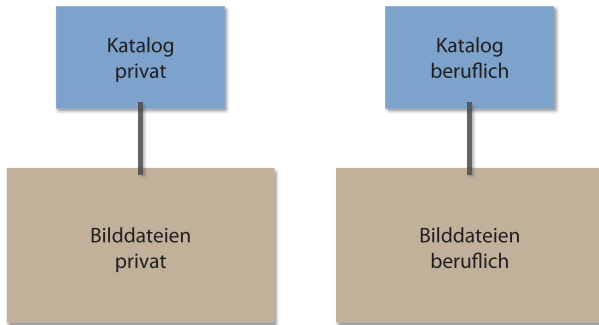 Katalog
privat
Katalog
beruflich
Bilddateien
privat
Bilddateien
beruflich